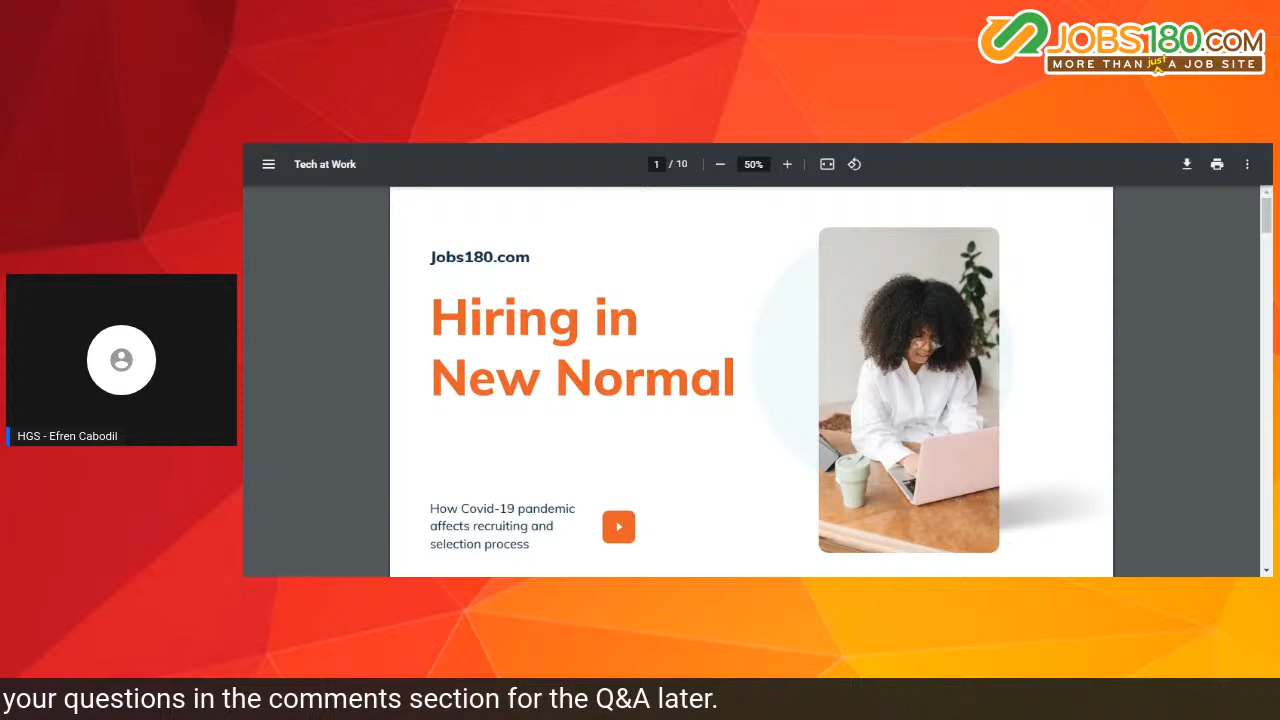 JOBS180.COM
MORE THAN just A JOB SITE
Tech at Work
1 / 10
50%
Jobs180.com
Hiring in
New Normal
How Covid-19 pandemic
affects recruiting and
selection process
HGS - Efren Cabodil
your questions in the comments section for the Q&A later.